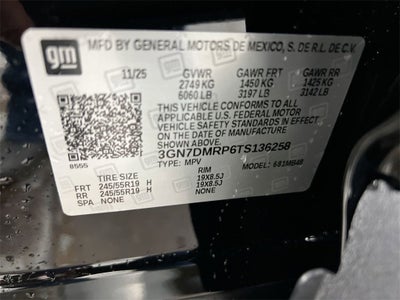 gm
MFD BY GENERAL MOTORS DE MEXICO, S. DE R.L. DE C.V.
11/25 GVWR GAWR FRT GAWR RR
2749 KG 1450 KG 1425 KG
6060 LB 3197 LB 3142 LB
THIS VEHICLE CONFORMS TO ALL
APPLICABLE U.S. FEDERAL MOTOR
VEHICLE SAFETY STANDARDS IN EFFECT
ON THE DATE OF MANUFACTURE SHOWN ABOVE.
3GN7DMRP6TS136258
8555 TYPE: MPV MODEL: 681MB48
TIRE SIZE RIM
FRT 245/55R19 H 19X8.5J
RR 245/55R19 H 19X8.5J
SPA NONE NONE